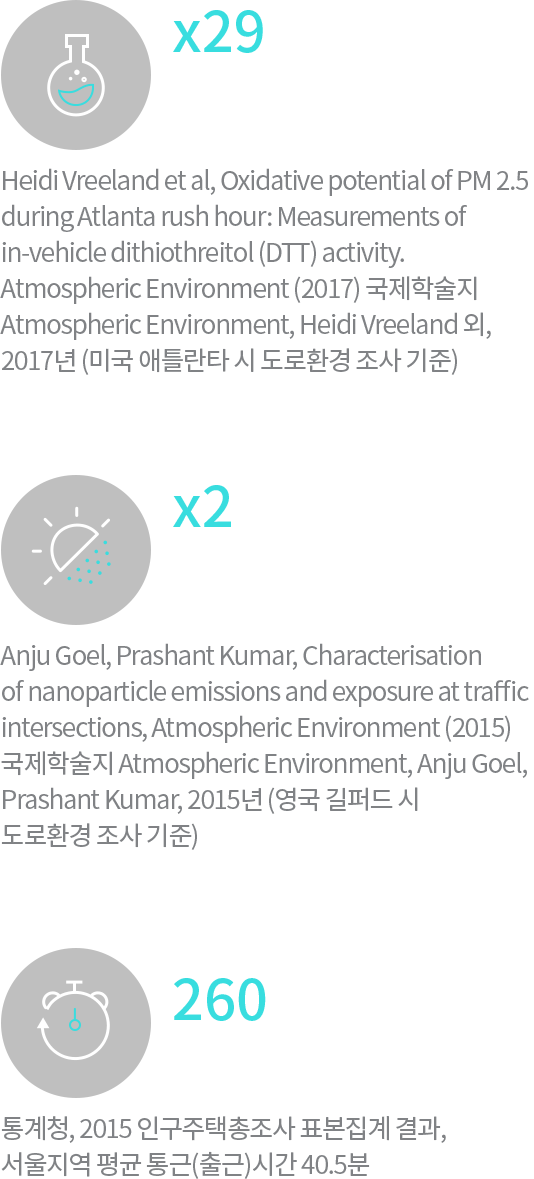 x29
Heidi Vreeland et al, Oxidative potential of PM 2.5
during Atlanta rush hour: Measurements of
in-vehicle dithiothreitol (DTT) activity.
Atmospheric Environment (2017) 국제학술지
Atmospheric Environment, Heidi Vreeland 외,
2017년 (미국 애틀란타 시 도로환경 조사 기준)
x2
Anju Goel, Prashant Kumar, Characterisation
of nanoparticle emissions and exposure at traffic
intersections, Atmospheric Environment (2015)
국제학술지 Atmospheric Environment, Anju Goel,
Prashant Kumar, 2015년 (영국 길퍼드 시
도로환경 조사 기준)
260
통계청, 2015 인구주택총조사 표본집계 결과,
서울지역 평균 통근(출근)시간 40.5분